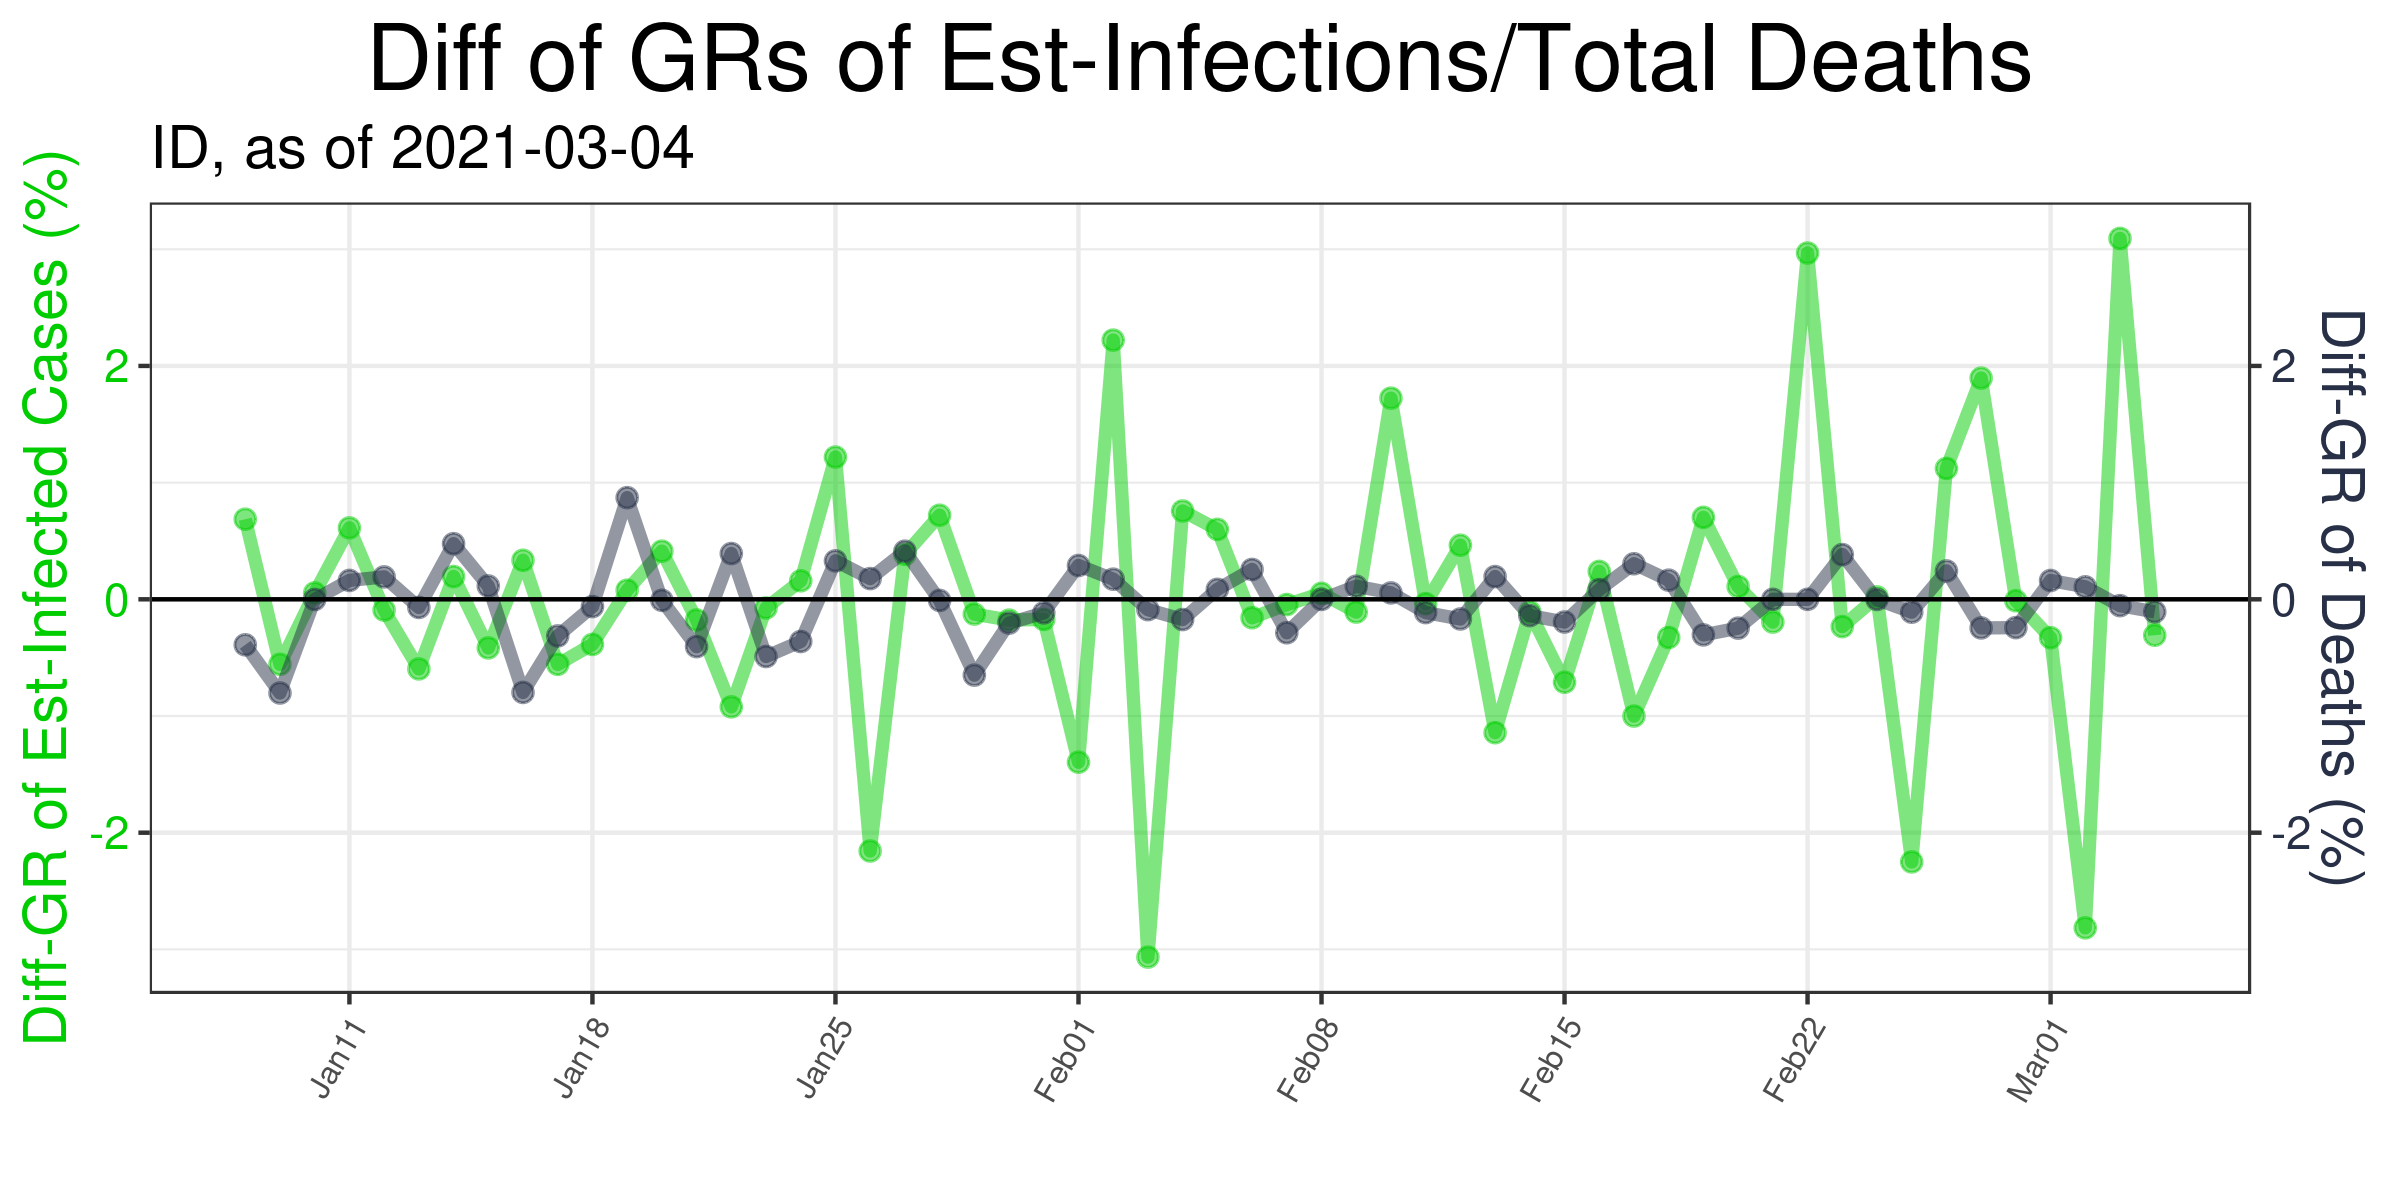 Diff of GRs of Est-Infections/Total Deaths
ID, as of 2021-03-04
Diff-GR of Est-Infected Cases (%)
2
0
-2
2
0
-2
Diff-GR of Deaths (%)
Jan11
Jan18
Jan25
Feb01
Feb08
Feb15
Feb22
Mar01